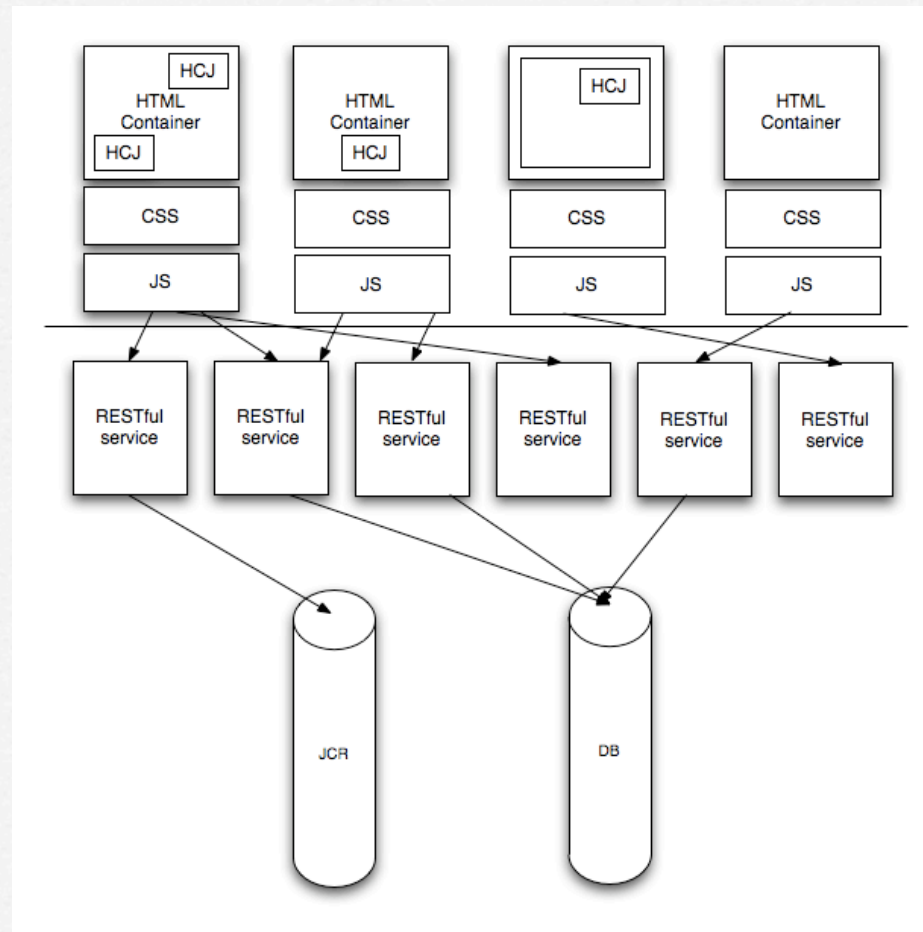 HCJ
HTML
Container
HCJ
CSS
JS
HTML
Container
HCJ
CSS
JS
HCJ
CSS
JS
HTML
Container
CSS
JS
RESTful
service
RESTful
service
RESTful
service
RESTful
service
RESTful
service
RESTful
service
JCR
DB